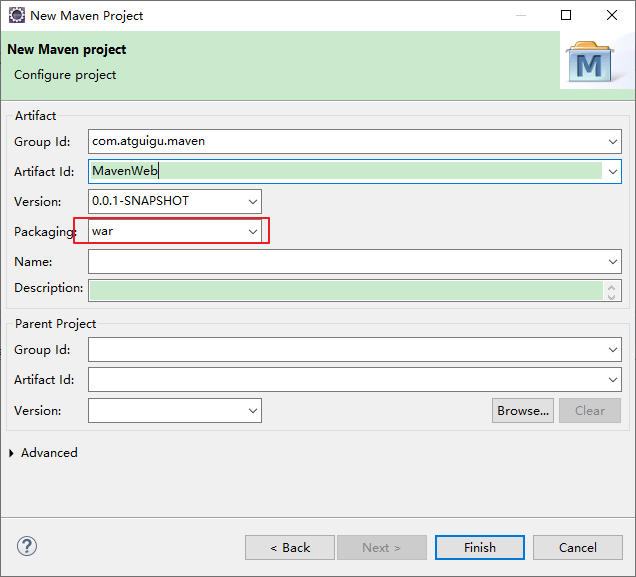 New Maven Project
New Maven project
Configure project
M
Artifact
Group Id: com.atguigu.maven
Artifact Id: MavenWeb
Version: 0.0.1-SNAPSHOT
Packaging: war
Name:
Description:
Parent Project
Group Id:
Artifact Id:
Version: Browse... Clear
Advanced
? < Back Next > Finish Cancel